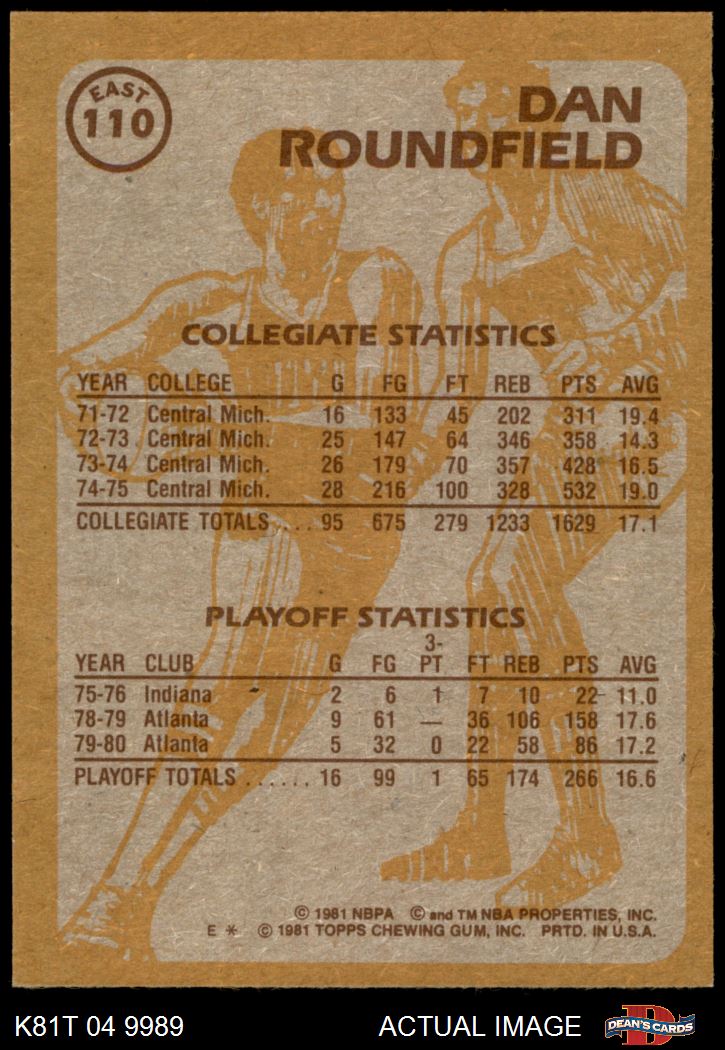 EAST
110
DAN
ROUNDFIELD
COLLEGIATE STATISTICS
YEAR COLLEGE G FG FT REB PTS AVG
71-72 Central Mich. 16 133 45 202 311 19.4
72-73 Central Mich. 25 147 64 346 358 14.3
73-74 Central Mich. 26 179 70 357 428 16.5
74-75 Central Mich. 28 216 100 328 532 19.0
COLLEGIATE TOTALS.... 95 675 279 1233 1629 17.1
PLAYOFF STATISTICS
3-
YEAR CLUB G FG PT FT REB PTS AVG
75-76 Indiana 2 6 1 7 10 22 11.0
78-79 Atlanta 9 61 — 36 106 158 17.6
79-80 Atlanta 5 32 0 22 58 86 17.2
PLAYOFF TOTALS ...... 16 99 1 65 174 266 16.6
© 1981 NBPA © and TM NBA PROPERTIES, INC.
E * © 1981 TOPPS CHEWING GUM, INC. PRTD. IN U.S.A.
K81T 04 9989 ACTUAL IMAGE DEAN'S CARDS